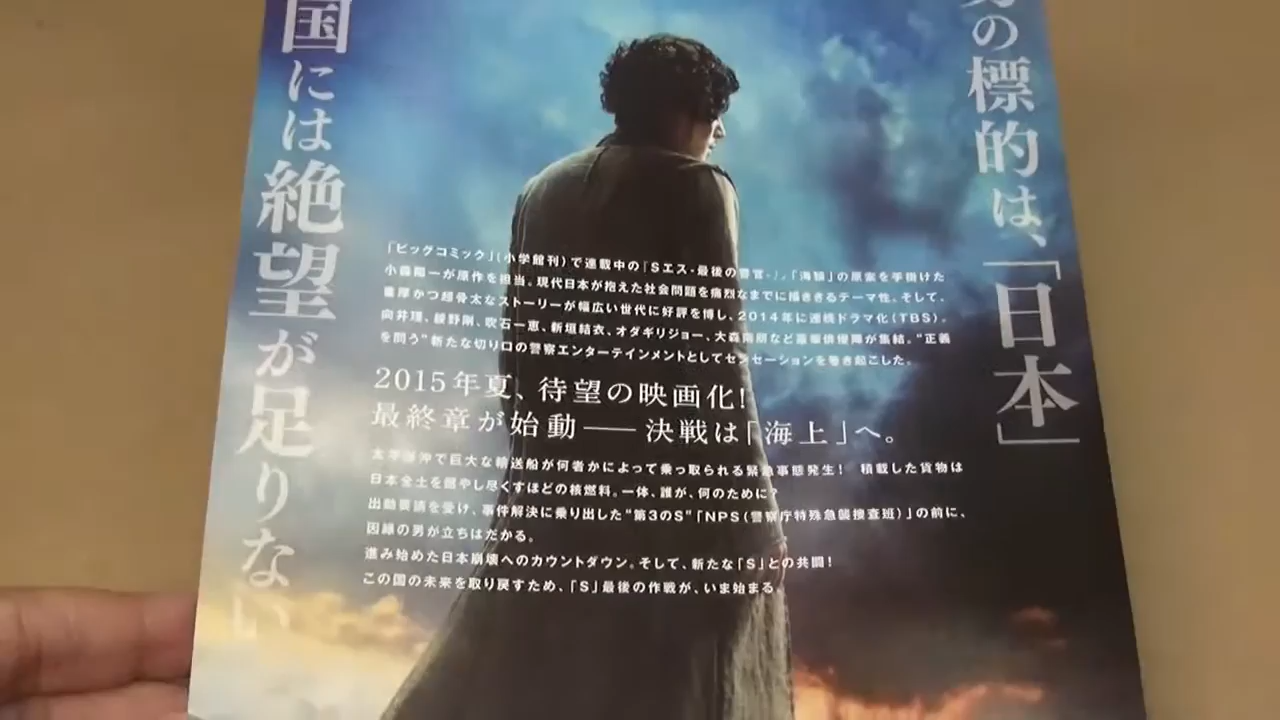 の標的は、「日本」
国には絶望が足りない
「ビッグコミック」(小学館刊)で連載中の『Sエス-最後の警官-』。「海猿」の原案を手掛けた
小森陽一が原作を担当。現代日本が抱えた社会問題を痛烈なまでに描ききるテーマ性。そして、
重厚かつ超骨太なストーリーが幅広い世代に好評を博し、2014年に連続ドラマ化(TBS)。
向井理、綾野剛、吹石一恵、新垣結衣、オダギリジョー、大森南朋など豪華俳優陣が集結。“正義
を問う”新たな切り口の警察エンターテインメントとしてセンセーションを巻き起こした。
2015年夏、待望の映画化!
最終章が始動――決戦は「海上」へ。
太平洋沖で巨大な輸送船が何者かによって乗っ取られる緊急事態発生! 積載した貨物は
日本全土を燃やし尽くすほどの核燃料。一体、誰が、何のために?
出動要請を受け、事件解決に乗り出した“第3のS”「NPS(警察庁特殊急襲捜査班)」の前に、
因縁の男が立ちはだかる。
進み始めた日本崩壊へのカウントダウン。そして、新たな「S」との共闘!
この国の未来を取り戻すため、「S」最後の作戦が、いま始まる。